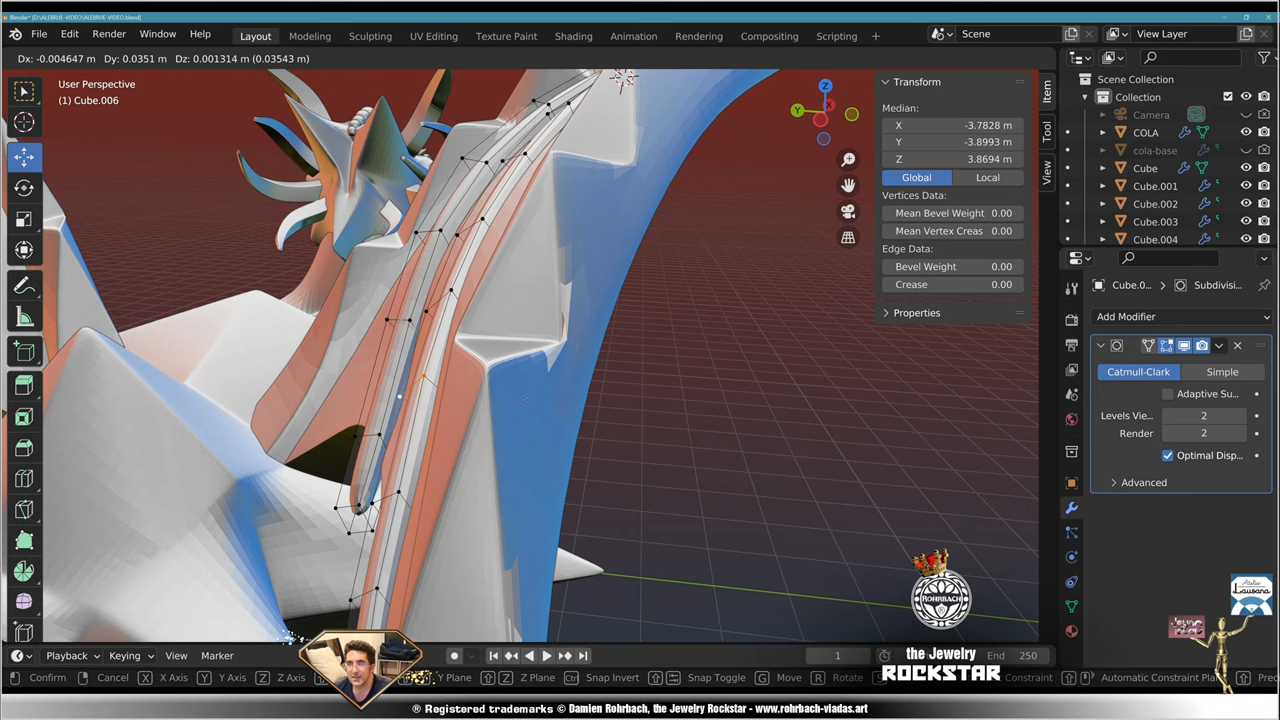 Blender* [D:\ALEBRIJE-VIDEO\ALEBRIJE-VIDEO.blend]
File Edit Render Window Help
Layout Modeling Sculpting UV Editing Texture Paint Shading Animation Rendering Compositing Scripting +
Scene
View Layer
Dx: -0.004647 m Dy: 0.0351 m Dz: 0.001314 m (0.03543 m)
User Perspective
(1) Cube.006
Z
Y
X
Transform
Median:
X -3.7828 m
Y -3.8993 m
Z 3.8694 m
Global Local
Vertices Data:
Mean Bevel Weight 0.00
Mean Vertex Creas 0.00
Edge Data:
Bevel Weight 0.00
Crease 0.00
Properties
Item
Tool
View
Scene Collection
Collection
Camera
COLA
cola-base
Cube
Cube.001
Cube.002
Cube.003
Cube.004
Cube.0... Subdivisi...
Add Modifier
Catmull-Clark Simple
Adaptive Su...
Levels Vie... 2
Render 2
Optimal Disp...
Advanced
ROHRBACH
Atelier
Lausana
the Jewelry
ROCKSTAR
Playback Keying View Marker
1
End 250
Confirm Cancel X X Axis Y Y Axis Z Z Axis Y Plane Z Z Plane Ctrl Snap Invert Snap Toggle G Move R Rotate Constraint Automatic Constraint Plan
® Registered trademarks © Damien Rohrbach, the Jewelry Rockstar - www.rohrbach-viadas.art